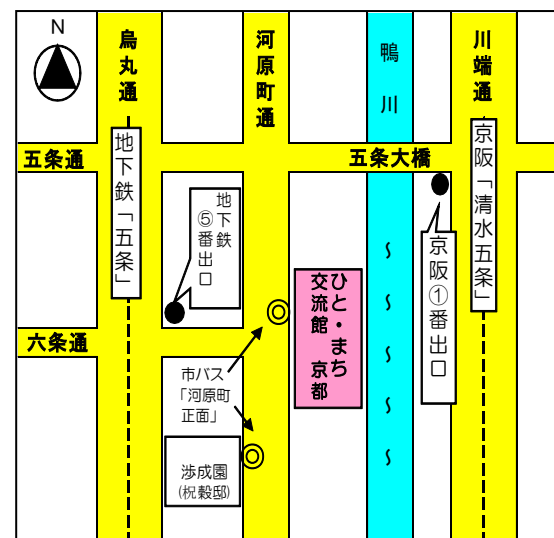 N
烏丸通
河原町通
鴨川
川端通
五条通
五条大橋
地下鉄「五条」
地下鉄
⑤番出口
京阪「清水五条」
京阪①番出口
ひと・まち
交流館 京都
六条通
市バス
「河原町
正面」
渉成園
(枳殻邸)